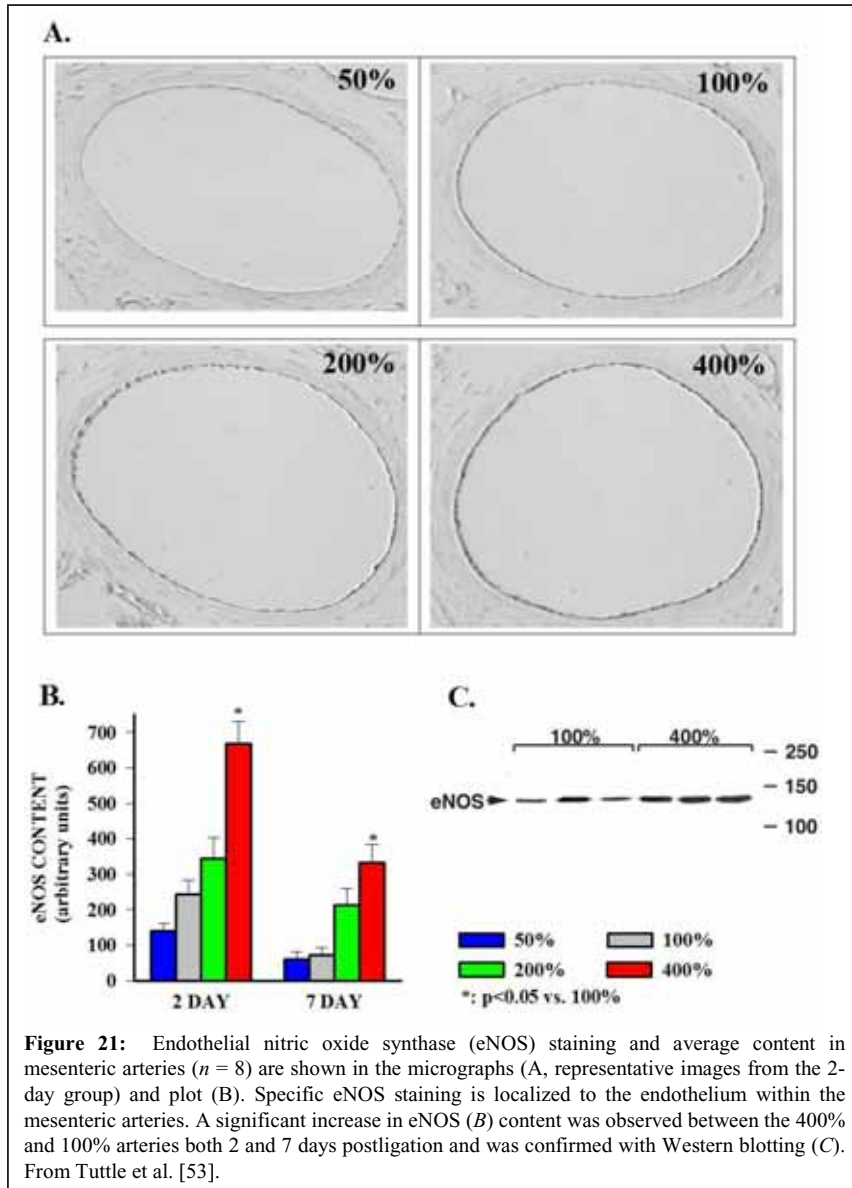 A.
50%
100%
200%
400%
B.
eNOS CONTENT
(arbitrary units)
700
600
500
400
300
200
100
0
*
*
2 DAY
7 DAY
C.
100%
400%
eNOS
250
150
100
50%
100%
200%
400%
*: p<0.05 vs. 100%
Figure 21: Endothelial nitric oxide synthase (eNOS) staining and average content in
mesenteric arteries (n = 8) are shown in the micrographs (A, representative images from the 2-
day group) and plot (B). Specific eNOS staining is localized to the endothelium within the
mesenteric arteries. A significant increase in eNOS (B) content was observed between the 400%
and 100% arteries both 2 and 7 days postligation and was confirmed with Western blotting (C).
From Tuttle et al. [53].